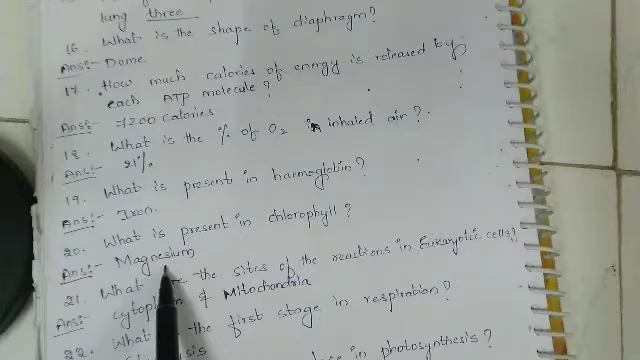 lung three
16. What is the shape of diaphragm?
Ans:- Dome
17. How much calories of energy is released by
each ATP molecule?
Ans:- 7200 calories
18. What is the % of O2 in inhaled air?
Ans:- 21%
19. What is present in haemoglobin?
Ans:- Iron.
20. What is present in chlorophyll?
Ans:- Magnesium
21. What the sites of the reactions in Eukaryotic cells?
Ans:- & Mitochondria
22. What the first stage in respiration?
in photosynthesis?